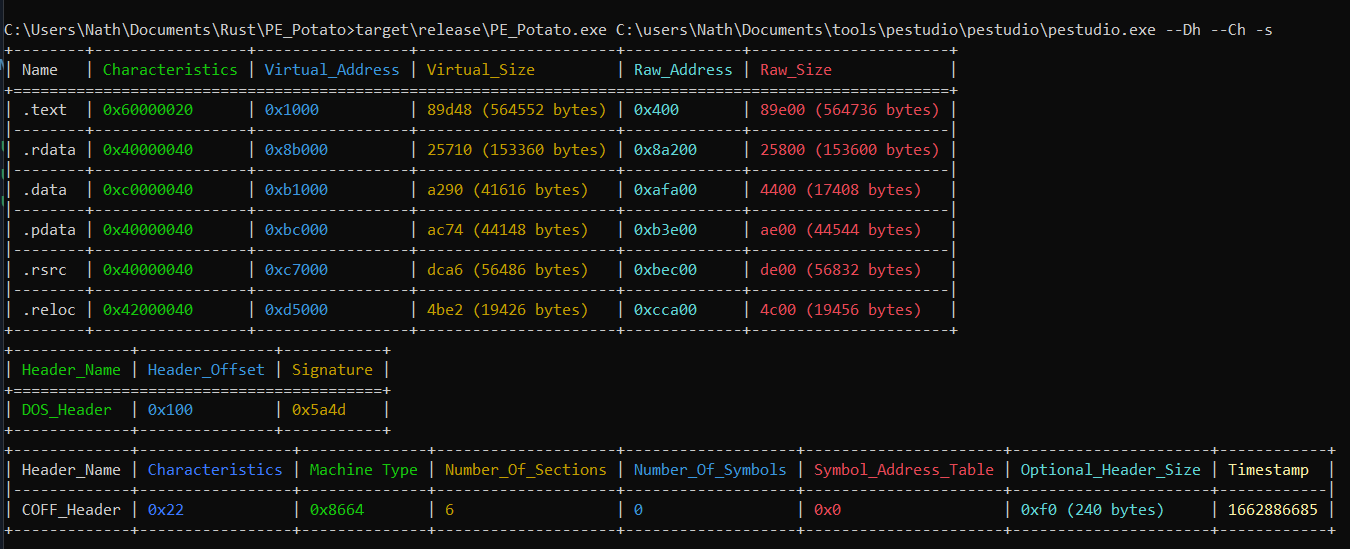 C:\Users\Nath\Documents\Rust\PE_Potato>target\release\PE_Potato.exe C:\users\Nath\Documents\tools\pestudio\pestudio\pestudio.exe --Dh --Ch -s
Name | Characteristics | Virtual_Address | Virtual_Size | Raw_Address | Raw_Size
.text | 0x60000020 | 0x1000 | 89d48 (564552 bytes) | 0x400 | 89e00 (564736 bytes)
.rdata | 0x40000040 | 0x8b000 | 25710 (153360 bytes) | 0x8a200 | 25800 (153600 bytes)
.data | 0xc0000040 | 0xb1000 | a290 (41616 bytes) | 0xafa00 | 4400 (17408 bytes)
.pdata | 0x40000040 | 0xbc000 | ac74 (44148 bytes) | 0xb3e00 | ae00 (44544 bytes)
.rsrc | 0x40000040 | 0xc7000 | dca6 (56486 bytes) | 0xbec00 | de00 (56832 bytes)
.reloc | 0x42000040 | 0xd5000 | 4be2 (19426 bytes) | 0xcca00 | 4c00 (19456 bytes)
Header_Name | Header_Offset | Signature
DOS_Header | 0x100 | 0x5a4d
Header_Name | Characteristics | Machine Type | Number_Of_Sections | Number_Of_Symbols | Symbol_Address_Table | Optional_Header_Size | Timestamp
COFF_Header | 0x22 | 0x8664 | 6 | 0 | 0x0 | 0xf0 (240 bytes) | 1662886685